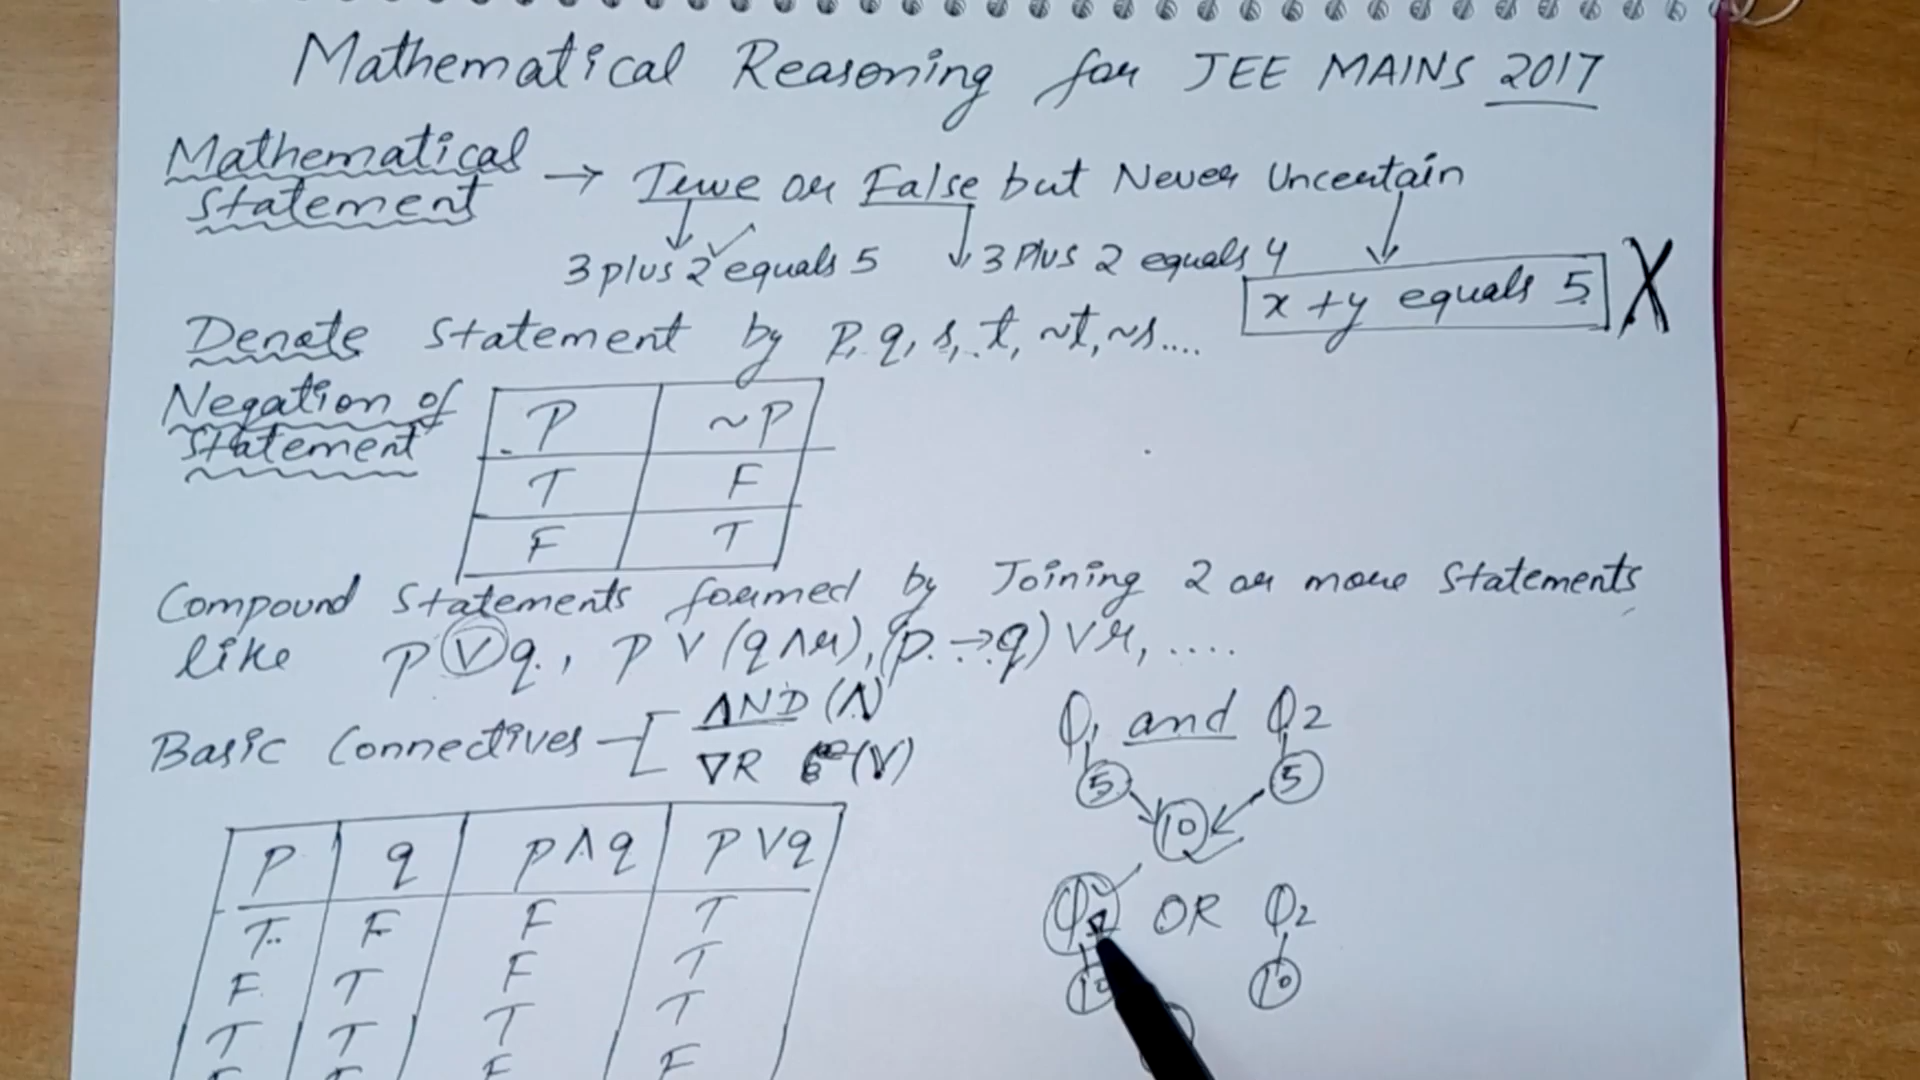 Mathematical Reasoning for JEE MAINS 2017
Mathematical Statement → True or False but Never Uncertain
3 plus 2 equals 5
3 Plus 2 equals 4
x + y equals 5
Denote Statement by p, q, s, t, ~t, ~s....
Negation of Statement
P ~P
T F
F T
Compound Statements formed by Joining 2 or more Statements
like p ∨ q, p ∨ (q ∧ r), (p → q) ∨ r, ....
Basic Connectives
AND (∧)
OR (∨)
Q1 and Q2
5 5
10
Q1 OR Q2
10 10
p q p ∧ q p ∨ q
T F F T
F T F T
T T T T
F F F F